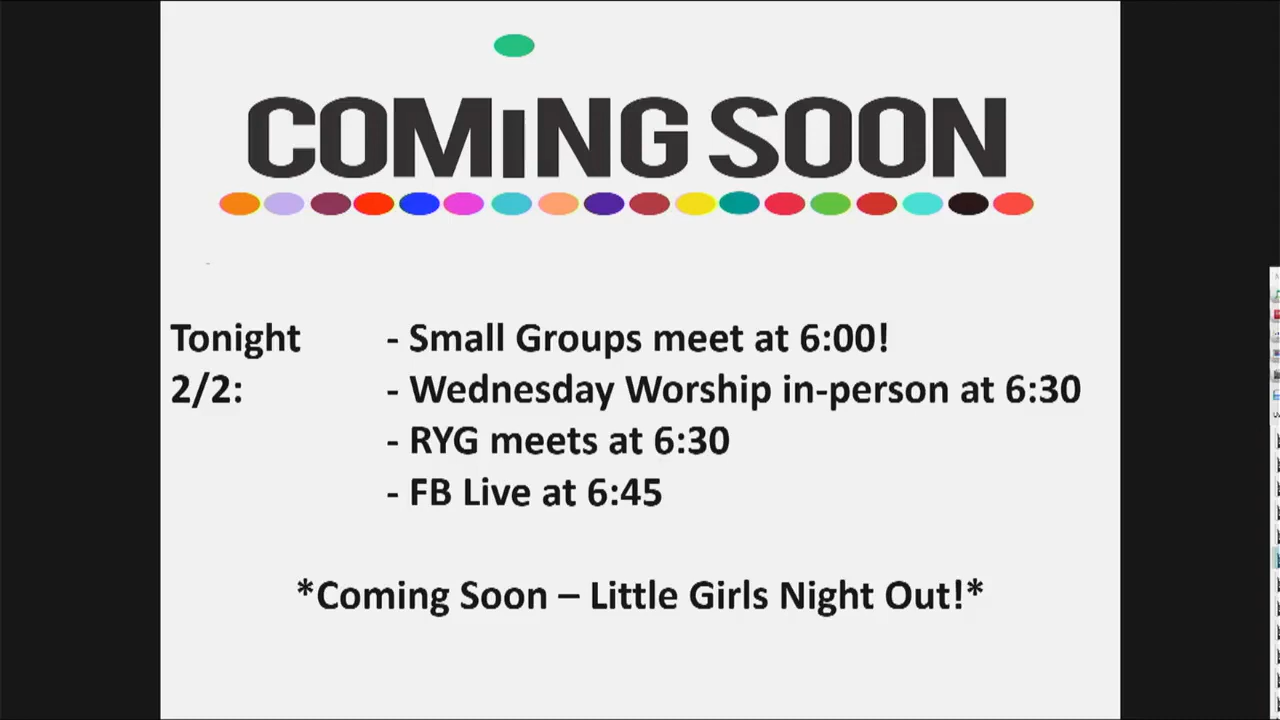 COMiNG SOON
Tonight - Small Groups meet at 6:00!
2/2: - Wednesday Worship in-person at 6:30
- RYG meets at 6:30
- FB Live at 6:45
*Coming Soon – Little Girls Night Out!*